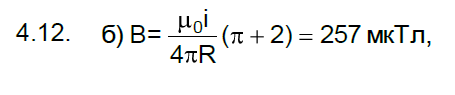 4.12. б) B= μ₀i / 4πR (π + 2) = 257 мкТл,